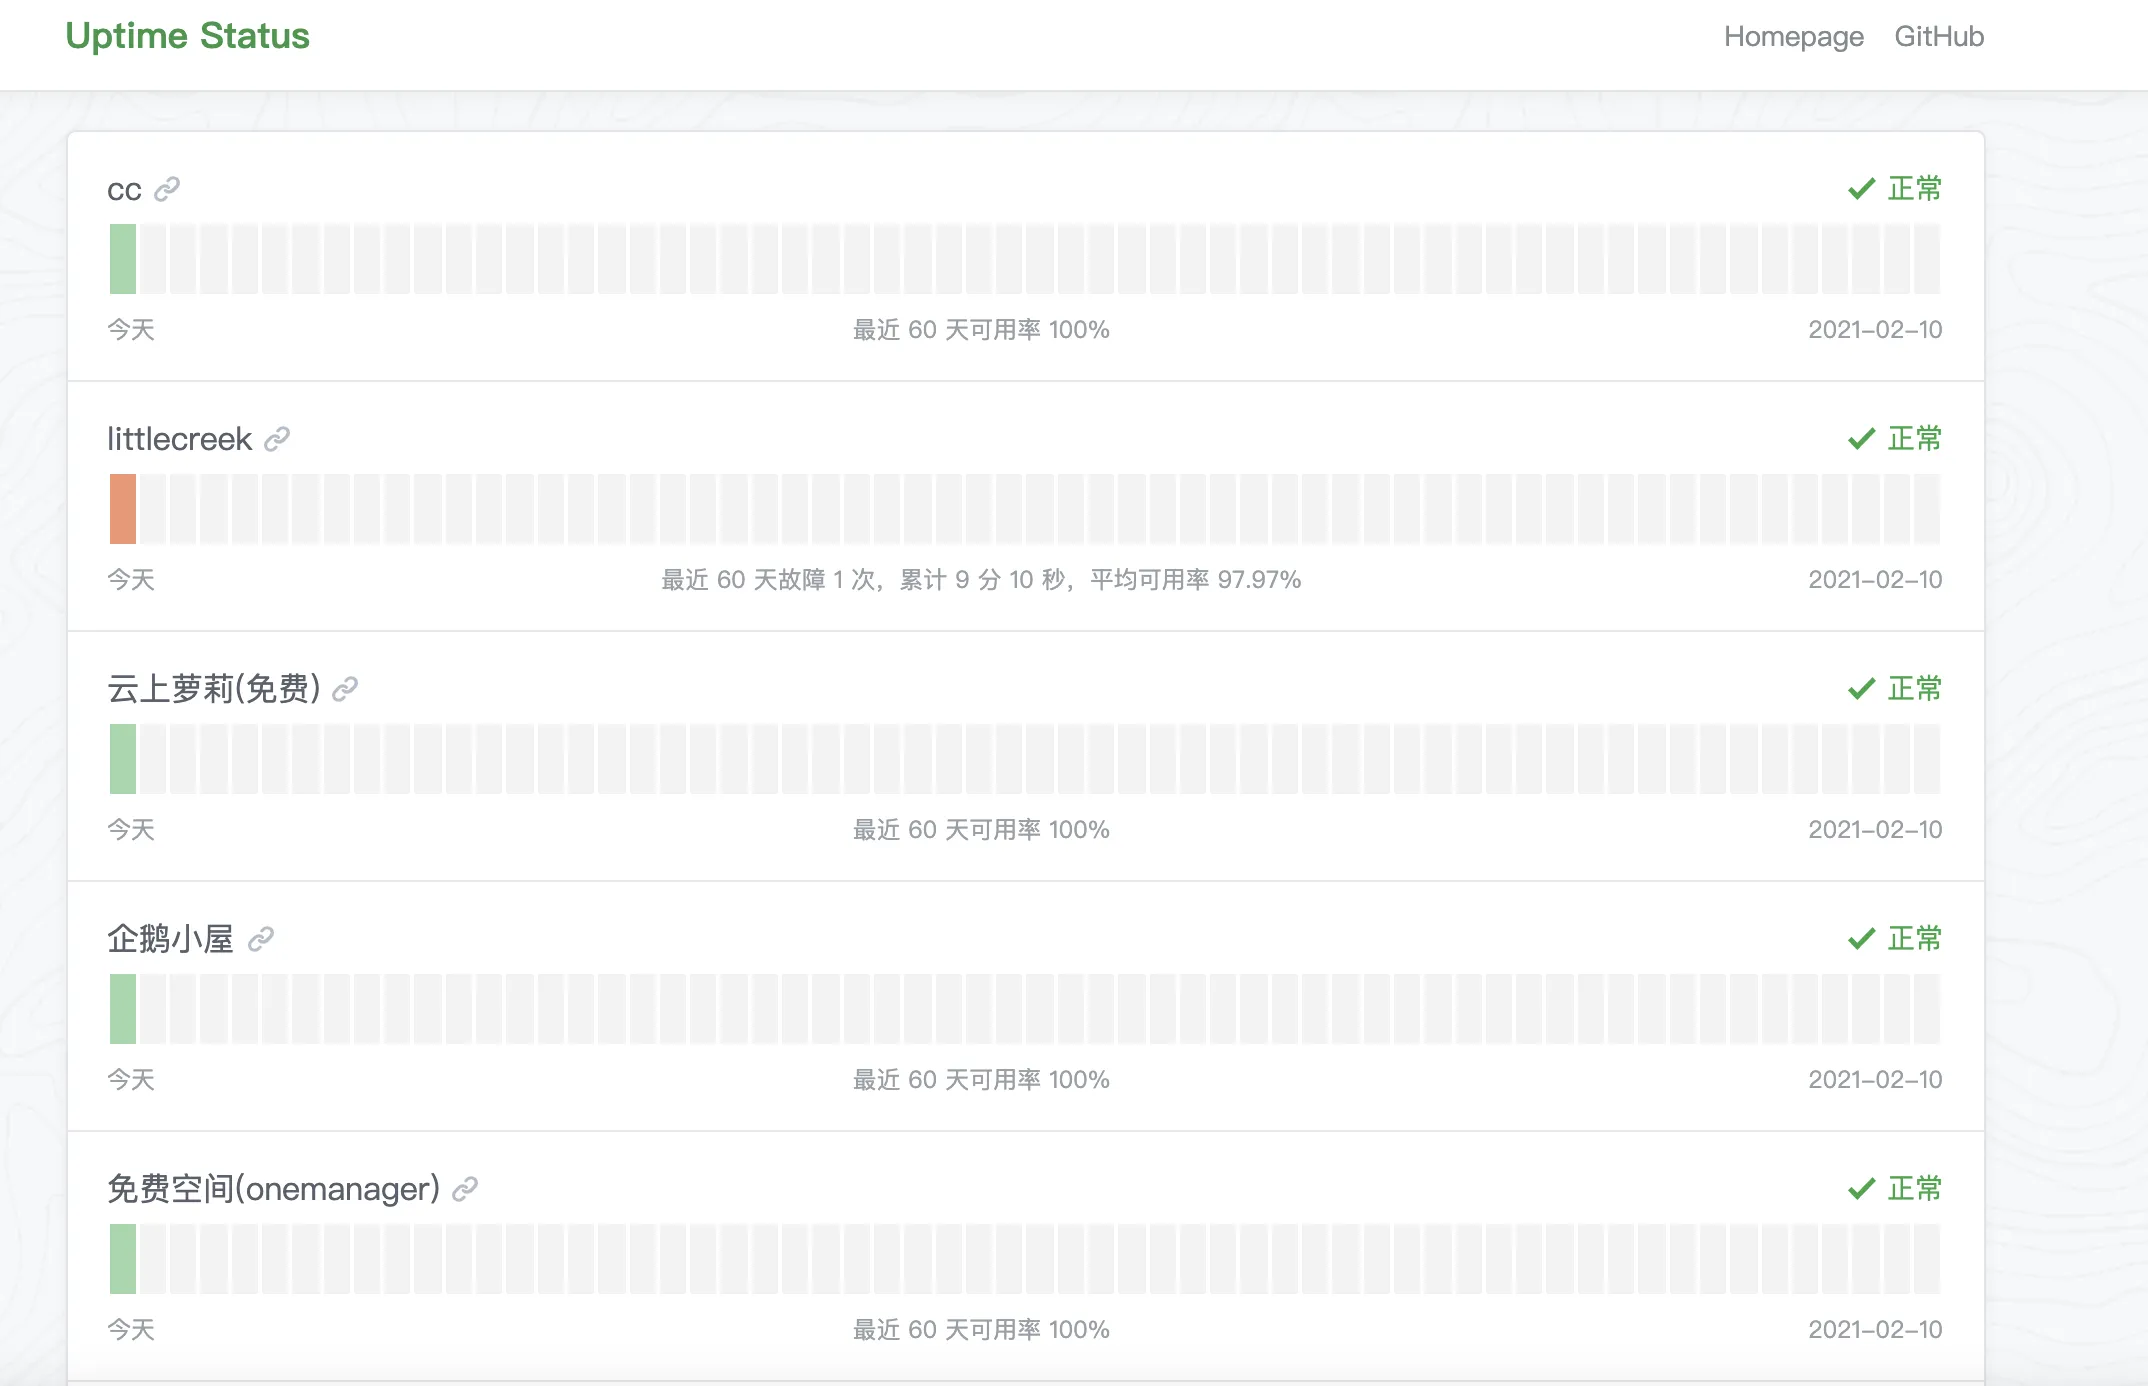 Uptime Status Homepage GitHub
cc 正常
今天 最近 60 天可用率 100% 2021-02-10
littlecreek 正常
今天 最近 60 天故障 1 次，累计 9 分 10 秒，平均可用率 97.97% 2021-02-10
云上萝莉(免费) 正常
今天 最近 60 天可用率 100% 2021-02-10
企鹅小屋 正常
今天 最近 60 天可用率 100% 2021-02-10
免费空间(onemanager) 正常
今天 最近 60 天可用率 100% 2021-02-10